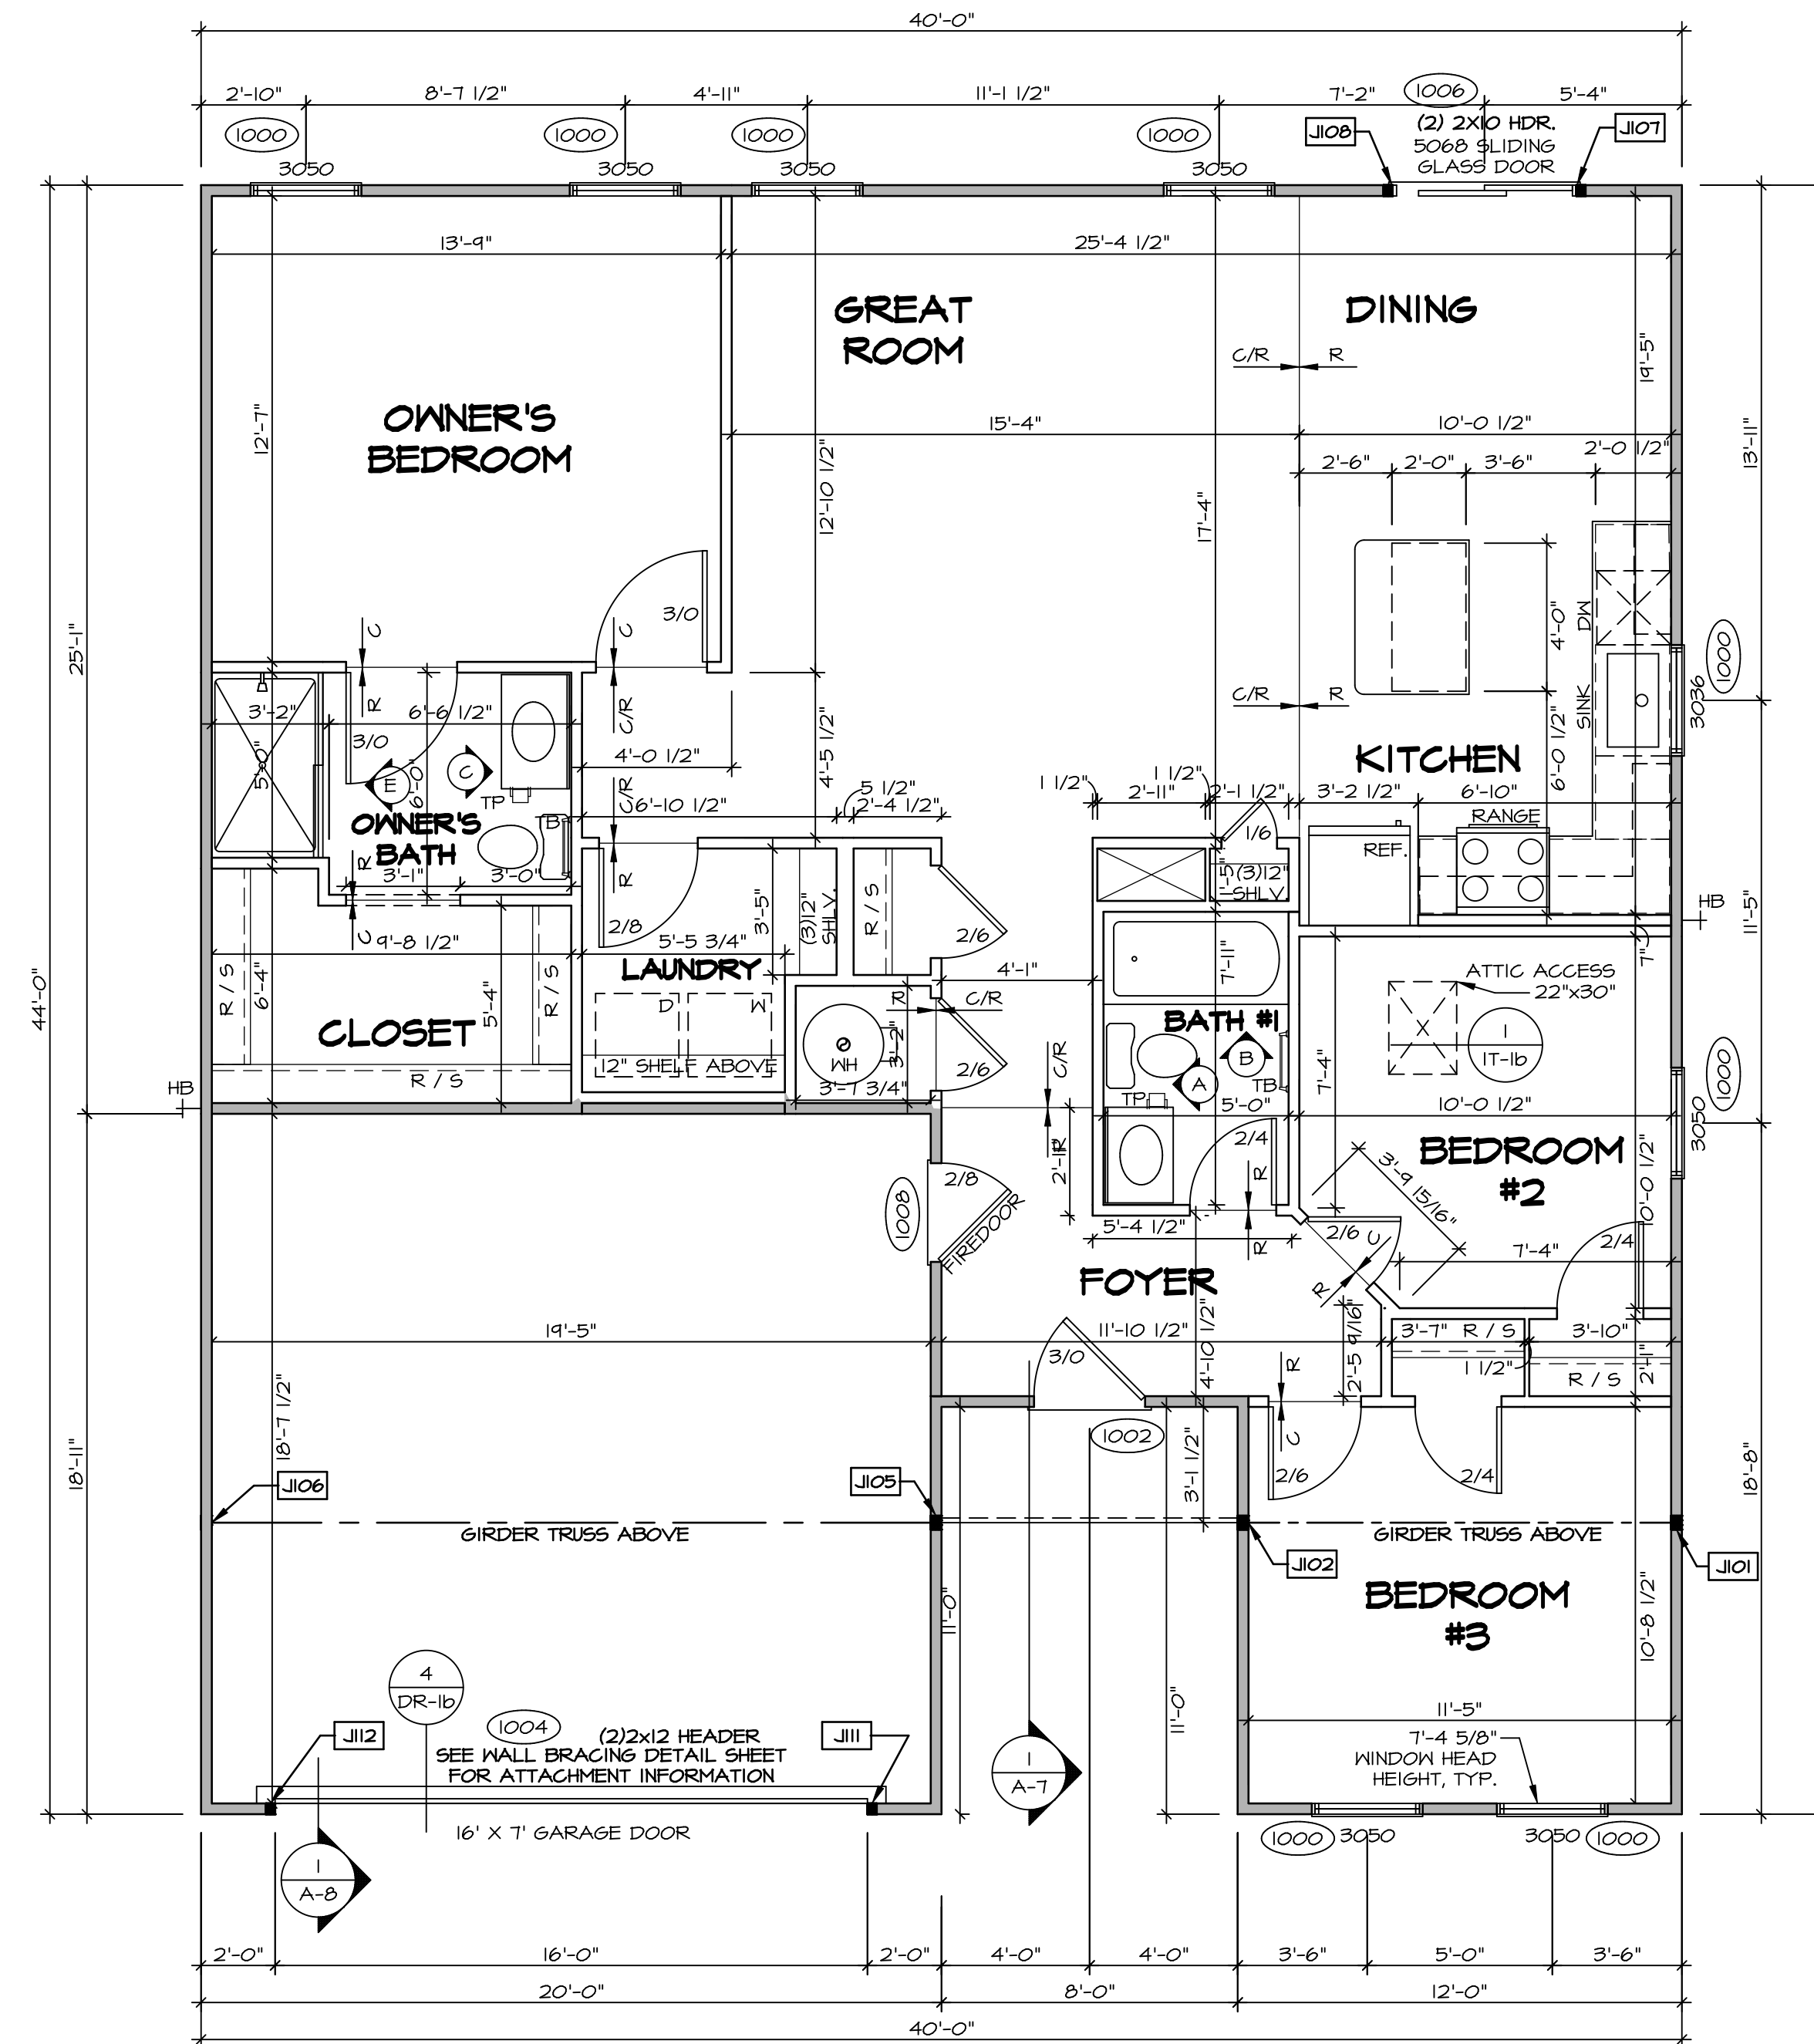 40'-0"
2'-10"
8'-7 1/2"
4'-11"
11'-1 1/2"
7'-2"
1006
5'-4"
1000
1000
1000
1000
J108
(2) 2X10 HDR.
5068 SLIDING
GLASS DOOR
J107
3050
3050
3050
3050
13'-9"
25'-4 1/2"
GREAT
ROOM
DINING
19'-5"
C/R
R
OWNER'S
BEDROOM
12'-7"
12'-10 1/2"
15'-4"
10'-0 1/2"
13'-11"
2'-6"
2'-0"
3'-6"
2'-0 1/2"
17'-4"
25'-1"
3/0
C
C
R
C/R
4'-0"
DW
SINK
1000
3036
C/R
R
3'-2"
6'-6 1/2"
3/0
5'-0"
6'-0"
E
C
TP
TB
OWNER'S
BATH
4'-0 1/2"
4'-5 1/2"
C/R
6'-10 1/2"
5 1/2"
2'-4 1/2"
1 1/2"
2'-11"
1 1/2"
2'-1 1/2"
KITCHEN
6'-0 1/2"
3'-2 1/2"
6'-10"
RANGE
REF.
1/6
(3)12"
SHLV.
R
3'-1"
3'-0"
C
R
2/8
3'-5"
(3)12"
SHLV.
R / S
2/6
HB
11'-5"
7"
9'-8 1/2"
5'-5 3/4"
LAUNDRY
R / S
6'-4"
5'-4"
R / S
CLOSET
R / S
D
W
12" SHELF ABOVE
WH
3'-2"
3'-7 3/4"
R
C/R
2/6
4'-1"
7'-11"
BATH #1
B
A
TB
TP
5'-0"
2/4
ATTIC ACCESS
22"x30"
X
1
1T-1b
7'-4"
10'-0 1/2"
1000
3050
44'-0"
HB
C/R
R
2'-11"
BEDROOM
#2
3'-9 15/16"
1008
2/8
FIREDOOR
R
R
5'-4 1/2"
2/6
C
R
7'-4"
2/4
FOYER
19'-5"
11'-10 1/2"
4'-10 1/2"
2'-5 9/16"
3'-7"
R / S
3'-10"
1 1/2"
R / S
2'-1"
3/0
1002
R
C
2/6
2/4
18'-7 1/2"
18'-11"
J106
J105
3'-1 1/2"
18'-8"
GIRDER TRUSS ABOVE
GIRDER TRUSS ABOVE
J102
J101
BEDROOM
#3
11'-0"
11'-0"
10'-8 1/2"
4
DR-1b
1004
J112
(2)2x12 HEADER
SEE WALL BRACING DETAIL SHEET
FOR ATTACHMENT INFORMATION
J111
1
A-7
11'-5"
7'-4 5/8"
WINDOW HEAD
HEIGHT, TYP.
16' X 7' GARAGE DOOR
1000
3050
3050
1000
1
A-8
2'-0"
16'-0"
2'-0"
4'-0"
4'-0"
3'-6"
5'-0"
3'-6"
20'-0"
8'-0"
12'-0"
40'-0"